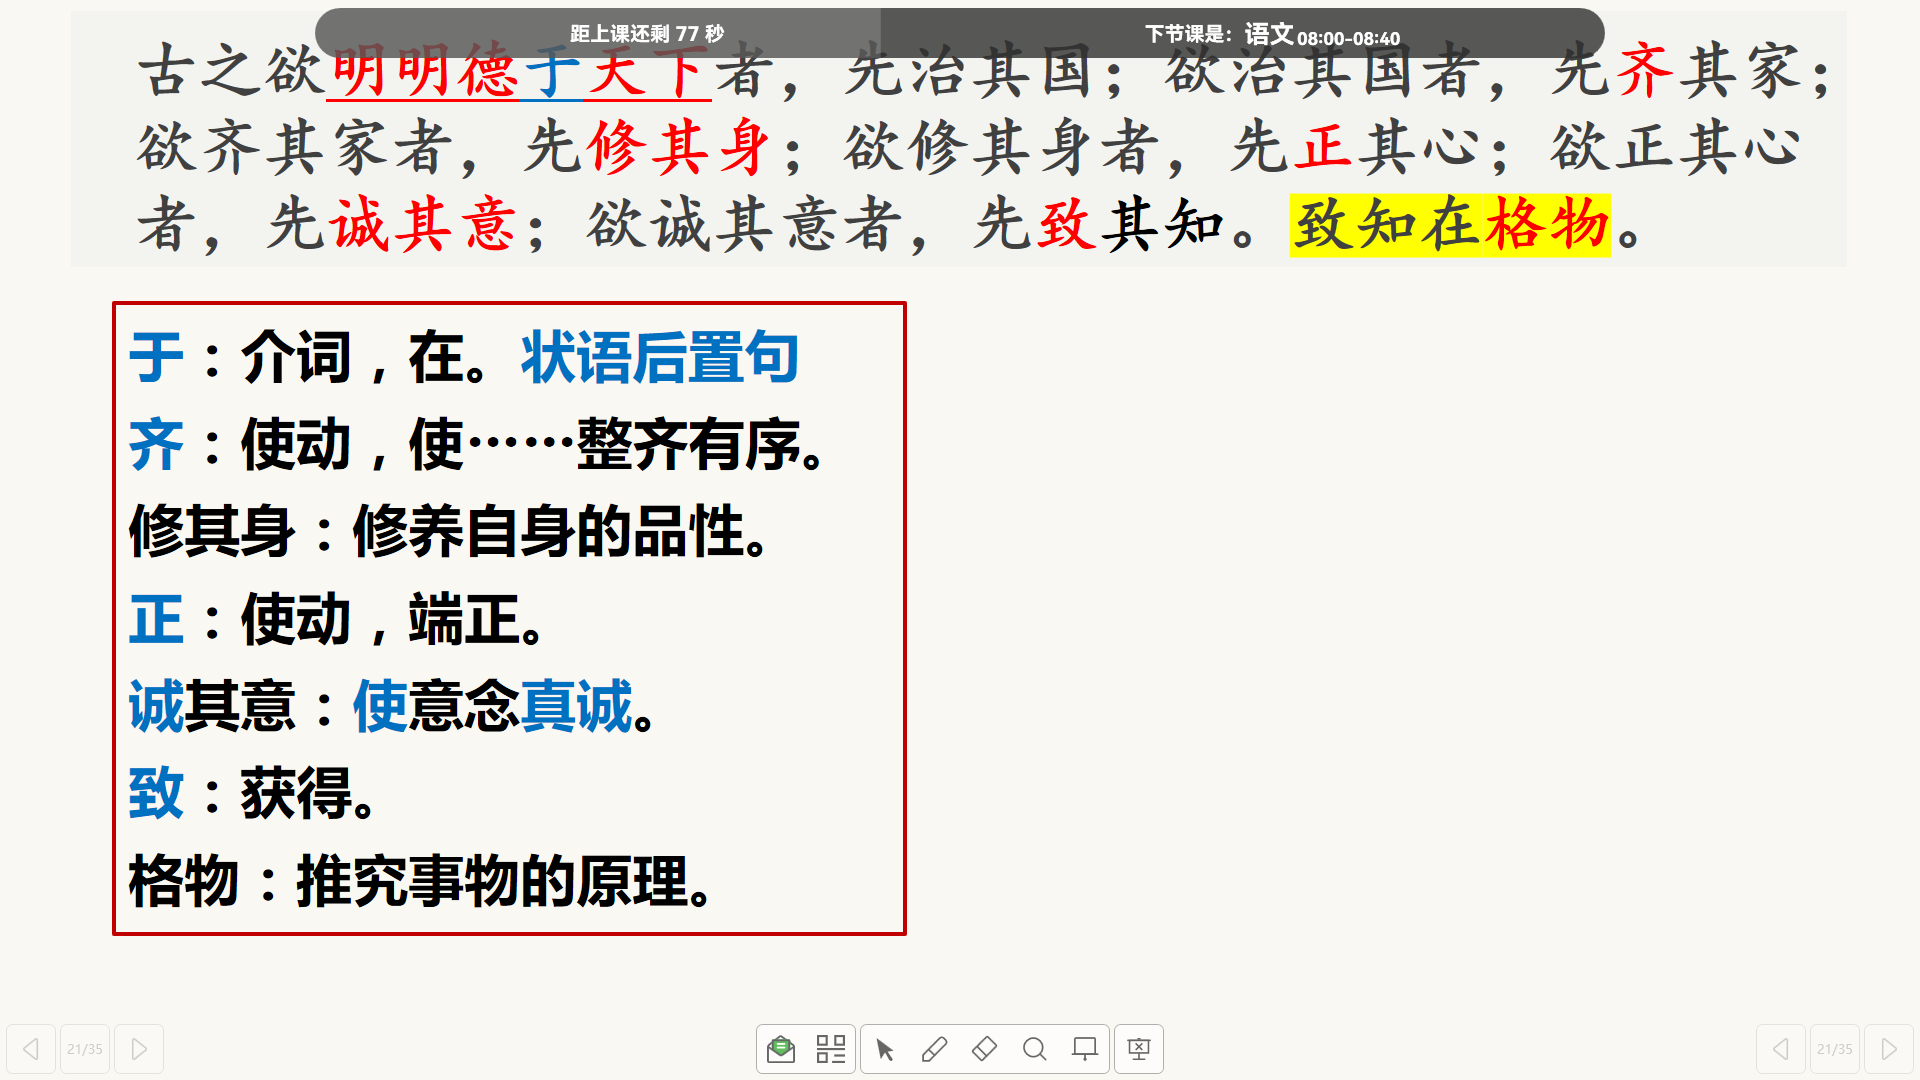 距上课还剩 77 秒
下节课是：语文 08:00-08:40
古之欲明明德于天下者，先治其国；欲治其国者，先齐其家；
欲齐其家者，先修其身；欲修其身者，先正其心；欲正其心
者，先诚其意；欲诚其意者，先致其知。致知在格物。
于：介词，在。状语后置句
齐：使动，使……整齐有序。
修其身：修养自身的品性。
正：使动，端正。
诚其意：使意念真诚。
致：获得。
格物：推究事物的原理。
21/35
21/35